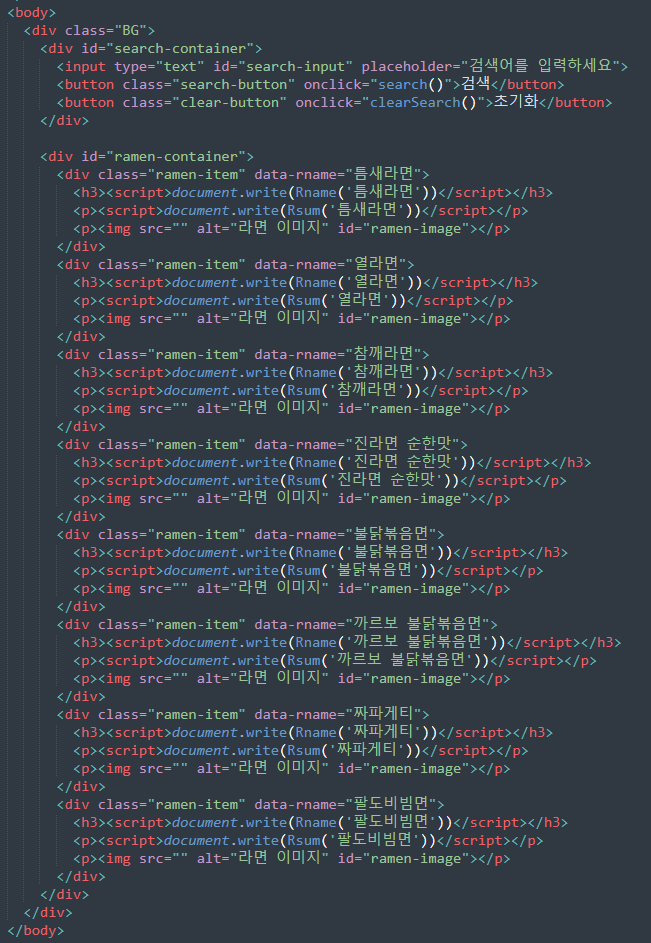 <body>
<div class="BG">
<div id="search-container">
<input type="text" id="search-input" placeholder="검색어를 입력하세요">
<button class="search-button" onclick="search()">검색</button>
<button class="clear-button" onclick="clearSearch()">초기화</button>
</div>
<div id="ramen-container">
<div class="ramen-item" data-rname="틈새라면">
<h3><script>document.write(Rname('틈새라면'))</script></h3>
<p><script>document.write(Rsum('틈새라면'))</script></p>
<p><img src="" alt="라면 이미지" id="ramen-image"></p>
</div>
<div class="ramen-item" data-rname="열라면">
<h3><script>document.write(Rname('열라면'))</script></h3>
<p><script>document.write(Rsum('열라면'))</script></p>
<p><img src="" alt="라면 이미지" id="ramen-image"></p>
</div>
<div class="ramen-item" data-rname="참깨라면">
<h3><script>document.write(Rname('참깨라면'))</script></h3>
<p><script>document.write(Rsum('참깨라면'))</script></p>
<p><img src="" alt="라면 이미지" id="ramen-image"></p>
</div>
<div class="ramen-item" data-rname="진라면 순한맛">
<h3><script>document.write(Rname('진라면 순한맛'))</script></h3>
<p><script>document.write(Rsum('진라면 순한맛'))</script></p>
<p><img src="" alt="라면 이미지" id="ramen-image"></p>
</div>
<div class="ramen-item" data-rname="불닭볶음면">
<h3><script>document.write(Rname('불닭볶음면'))</script></h3>
<p><script>document.write(Rsum('불닭볶음면'))</script></p>
<p><img src="" alt="라면 이미지" id="ramen-image"></p>
</div>
<div class="ramen-item" data-rname="까르보 불닭볶음면">
<h3><script>document.write(Rname('까르보 불닭볶음면'))</script></h3>
<p><script>document.write(Rsum('까르보 불닭볶음면'))</script></p>
<p><img src="" alt="라면 이미지" id="ramen-image"></p>
</div>
<div class="ramen-item" data-rname="짜파게티">
<h3><script>document.write(Rname('짜파게티'))</script></h3>
<p><script>document.write(Rsum('짜파게티'))</script></p>
<p><img src="" alt="라면 이미지" id="ramen-image"></p>
</div>
<div class="ramen-item" data-rname="팔도비빔면">
<h3><script>document.write(Rname('팔도비빔면'))</script></h3>
<p><script>document.write(Rsum('팔도비빔면'))</script></p>
<p><img src="" alt="라면 이미지" id="ramen-image"></p>
</div>
</div>
</div>
</body>